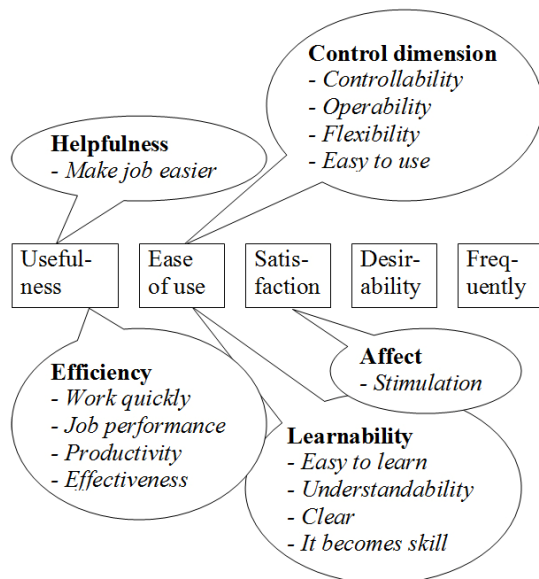 Control dimension
- Controllability
- Operability
- Flexibility
- Easy to use
Helpfulness
- Make job easier
Useful-
ness
Ease
of use
Satis-
faction
Desir-
ability
Freq-
uently
Efficiency
- Work quickly
- Job performance
- Productivity
- Effectiveness
Affect
- Stimulation
Learnability
- Easy to learn
- Understandability
- Clear
- It becomes skill